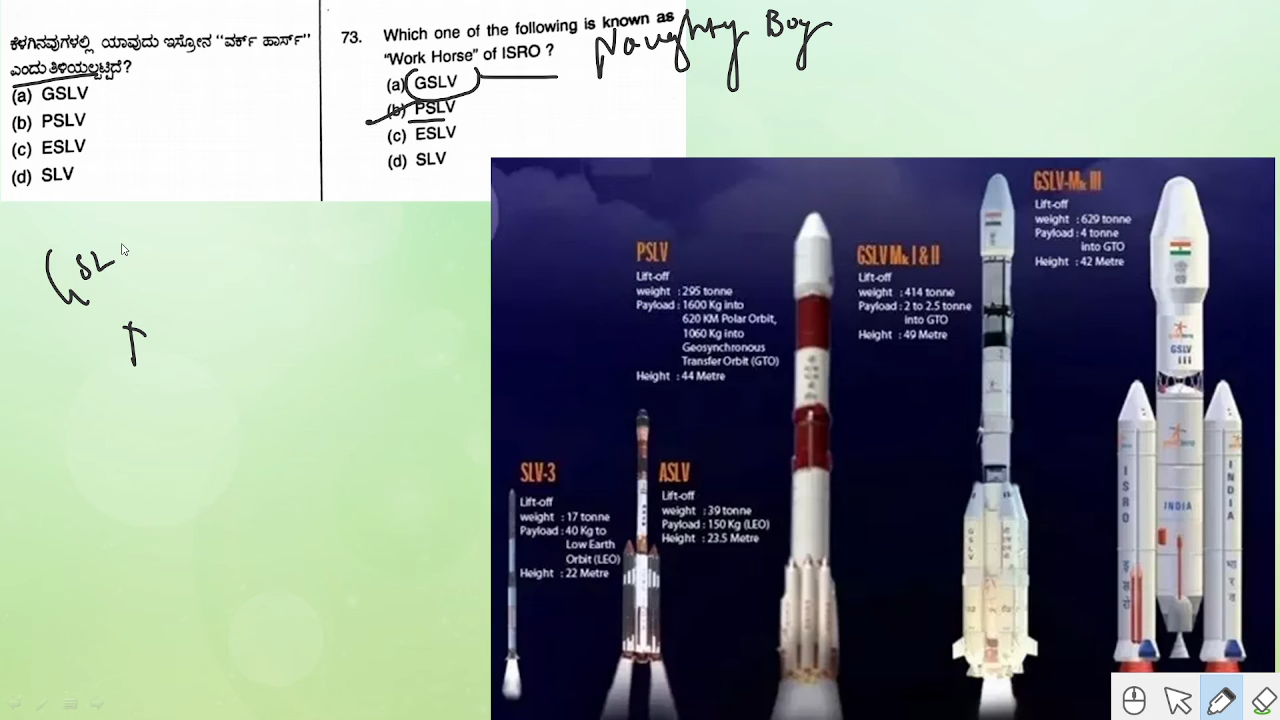 ಕೆಳಗಿನವುಗಳಲ್ಲಿ ಯಾವುದು ಇಸ್ರೋನ "ವರ್ಕ್ ಹಾರ್ಸ್"
ಎಂದು ತಿಳಿಯಲ್ಪಟ್ಟಿದೆ?
(a) GSLV
(b) PSLV
(c) ESLV
(d) SLV
73. Which one of the following is known as
"Work Horse" of ISRO ?
(a) GSLV
(b) PSLV
(c) ESLV
(d) SLV
Naughty Boy
GSL
SLV-3
Lift-off
weight : 17 tonne
Payload : 40 Kg to
Low Earth
Orbit (LEO)
Height : 22 Metre
ASLV
Lift-off
weight : 39 tonne
Payload : 150 Kg (LEO)
Height : 23.5 Metre
PSLV
Lift-off
weight : 295 tonne
Payload : 1600 Kg into
620 KM Polar Orbit,
1060 Kg into
Geosynchronous
Transfer Orbit (GTO)
Height : 44 Metre
GSLV Mk I & II
Lift-off
weight : 414 tonne
Payload : 2 to 2.5 tonne
into GTO
Height : 49 Metre
GSLV-Mk III
Lift-off
weight : 629 tonne
Payload : 4 tonne
into GTO
Height : 42 Metre
GSLV
III
ISRO
INDIA
INDIA
इसरो
भारत
GSLV